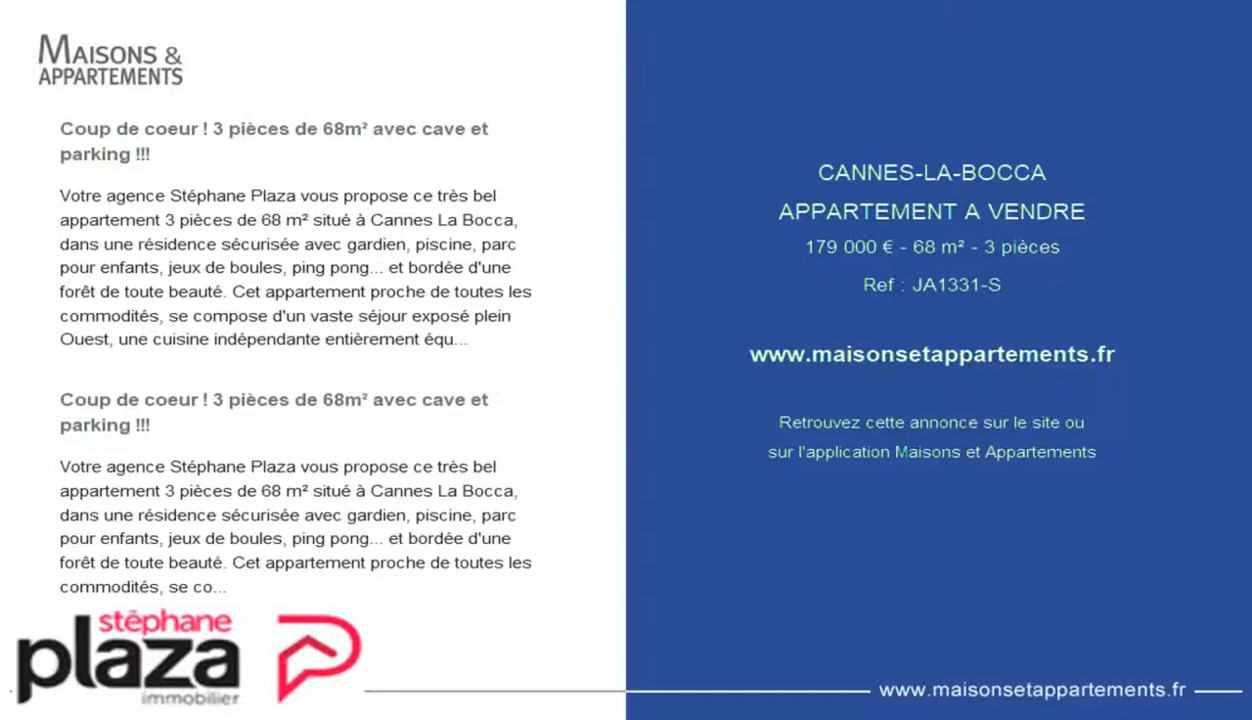 MAISONS &
APPARTEMENTS
Coup de coeur ! 3 pièces de 68m² avec cave et
parking !!!
Votre agence Stéphane Plaza vous propose ce très bel
appartement 3 pièces de 68 m² situé à Cannes La Bocca,
dans une résidence sécurisée avec gardien, piscine, parc
pour enfants, jeux de boules, ping pong... et bordée d'une
forêt de toute beauté. Cet appartement proche de toutes les
commodités, se compose d'un vaste séjour exposé plein
Ouest, une cuisine indépendante entièrement équ...
Coup de coeur ! 3 pièces de 68m² avec cave et
parking !!!
Votre agence Stéphane Plaza vous propose ce très bel
appartement 3 pièces de 68 m² situé à Cannes La Bocca,
dans une résidence sécurisée avec gardien, piscine, parc
pour enfants, jeux de boules, ping pong... et bordée d'une
forêt de toute beauté. Cet appartement proche de toutes les
commodités, se co...
stéphane
plaza
immobilier
CANNES-LA-BOCCA
APPARTEMENT A VENDRE
179 000 € - 68 m² - 3 pièces
Ref : JA1331-S
www.maisonsetappartements.fr
Retrouvez cette annonce sur le site ou
sur l'application Maisons et Appartements
www.maisonsetappartements.fr